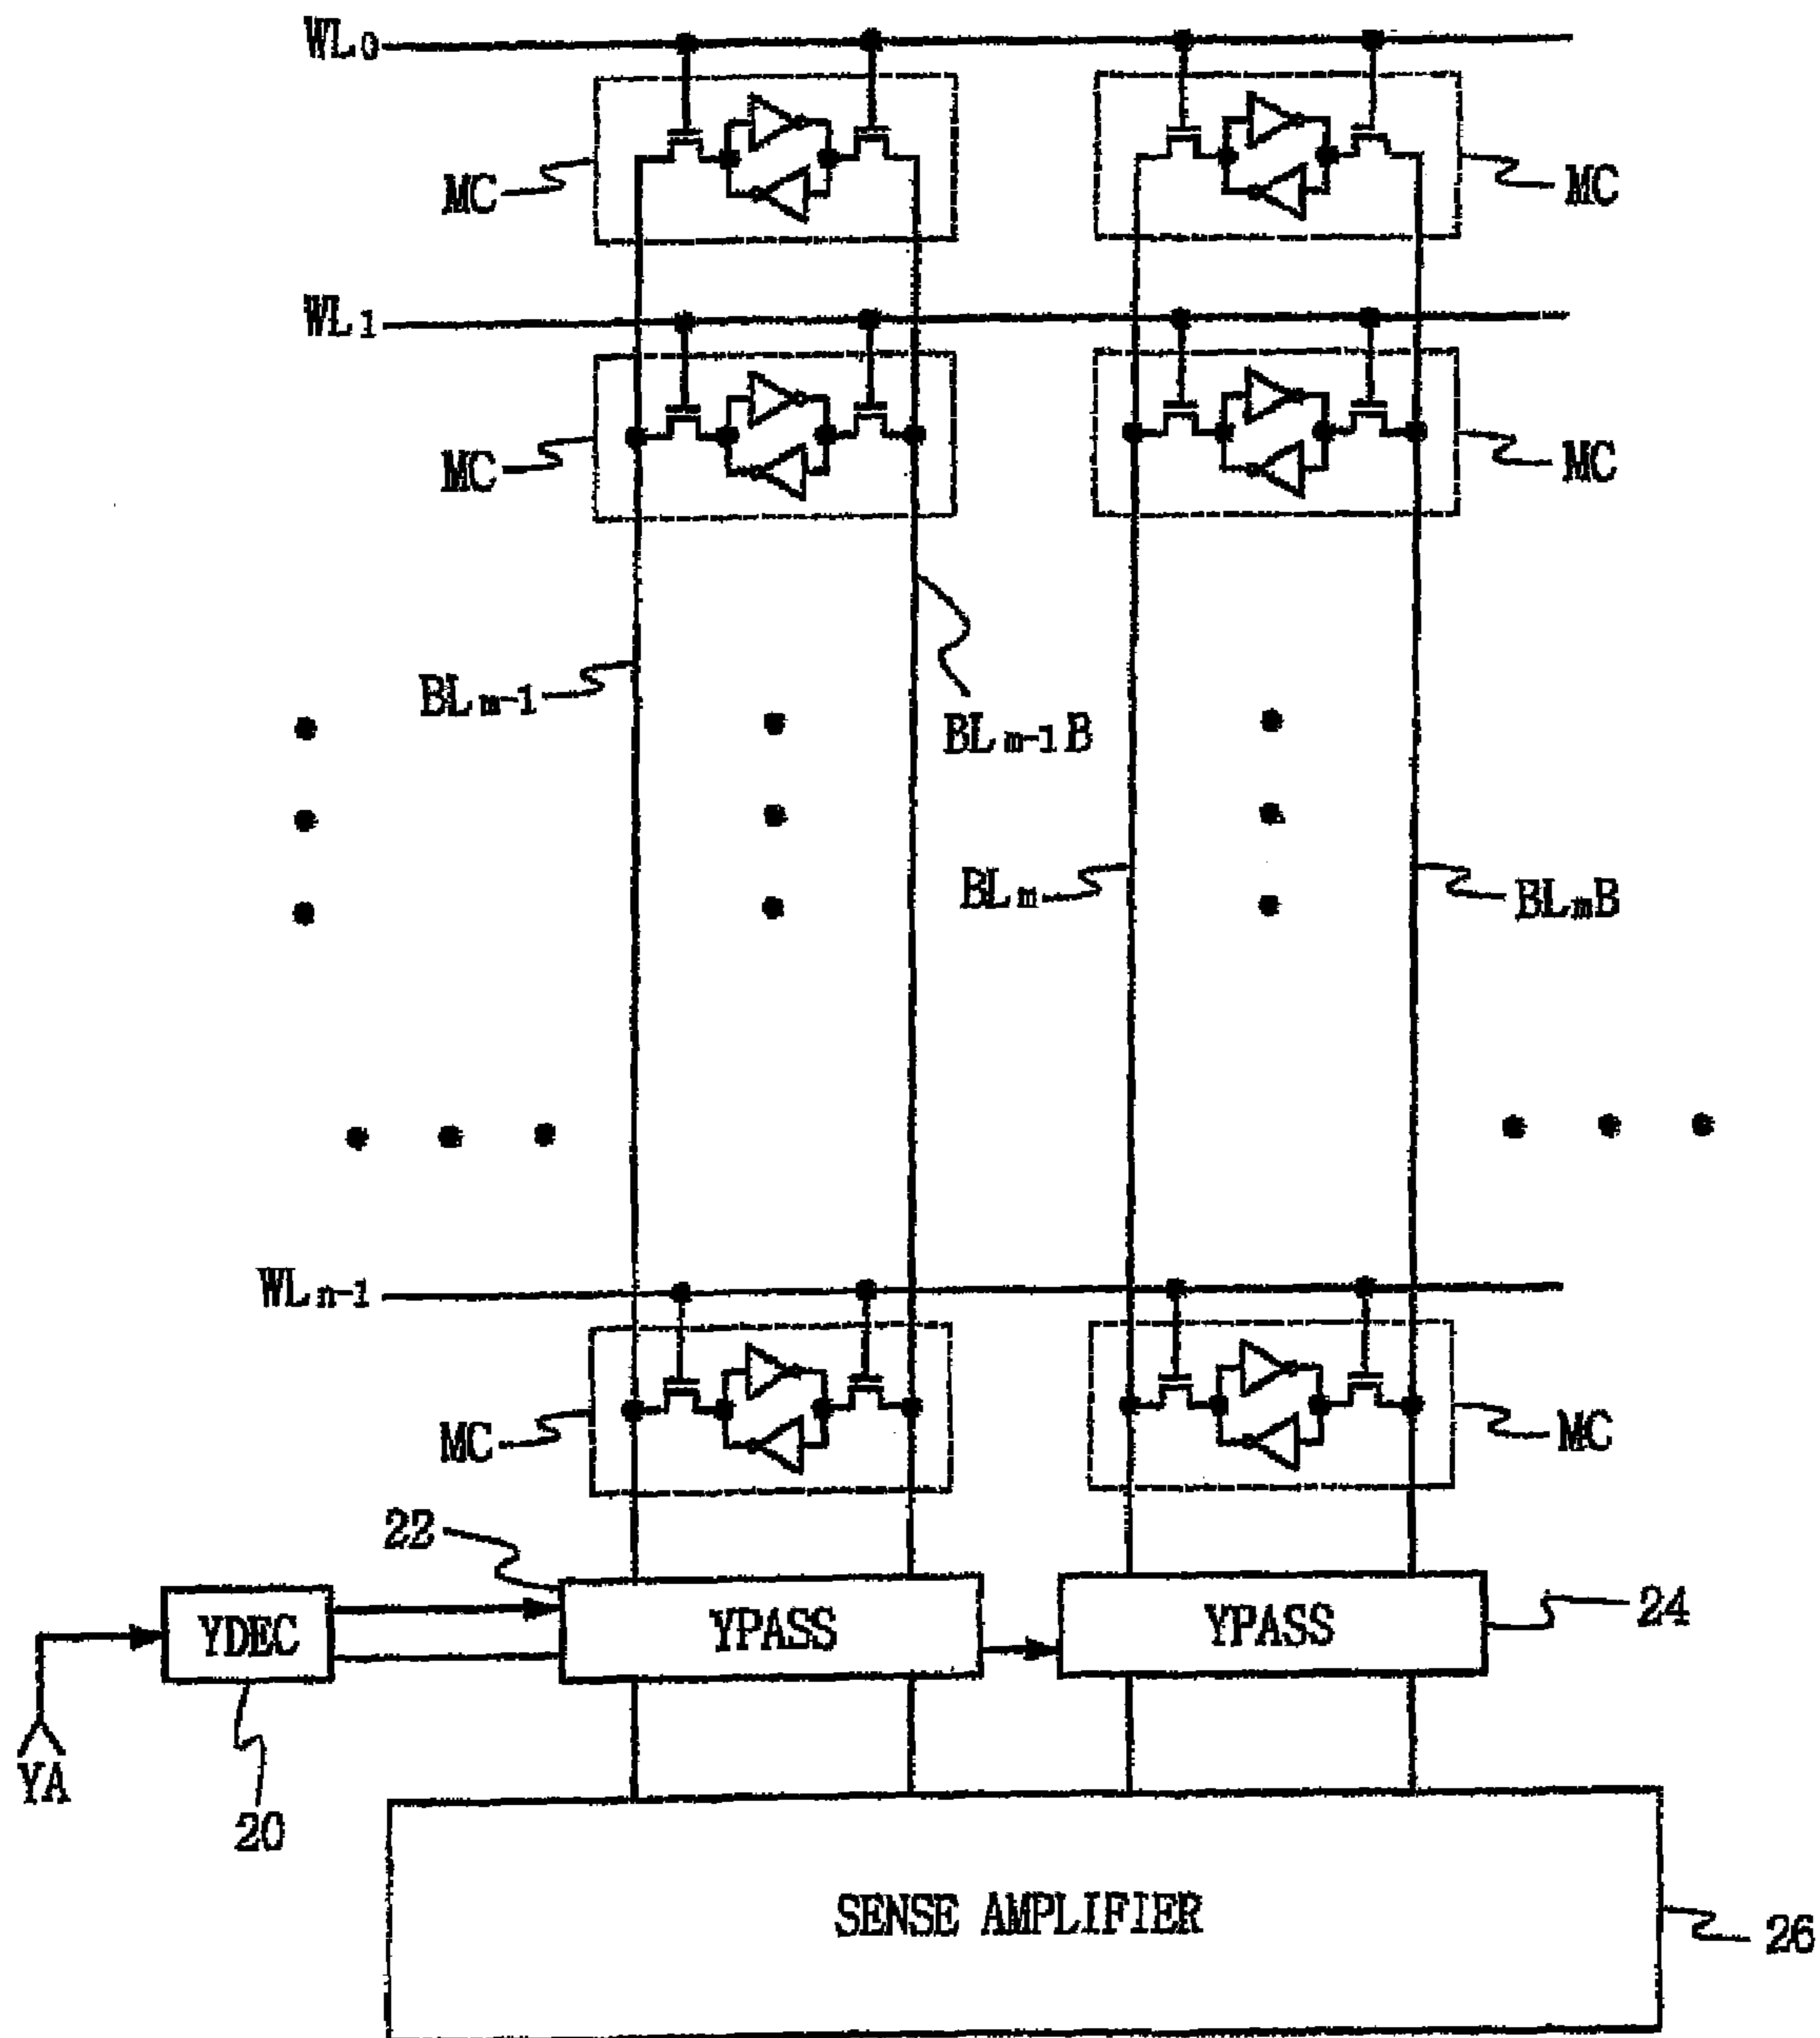 WL0
MC
MC
WL1
MC
MC
BLm-1
BLm-1B
BLm
BLmB
WLn-1
MC
MC
22
YDEC
YPASS
YPASS
24
YA
20
SENSE AMPLIFIER
26